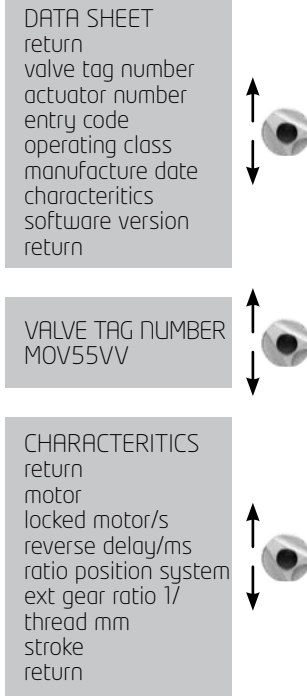 DATA SHEET
return
valve tag number
actuator number
entry code
operating class
manufacture date
characteritics
software version
return
VALVE TAG NUMBER
MOV55VV
CHARACTERITICS
return
motor
locked motor/s
reverse delay/ms
ratio position system
ext gear ratio 1/
thread mm
stroke
return